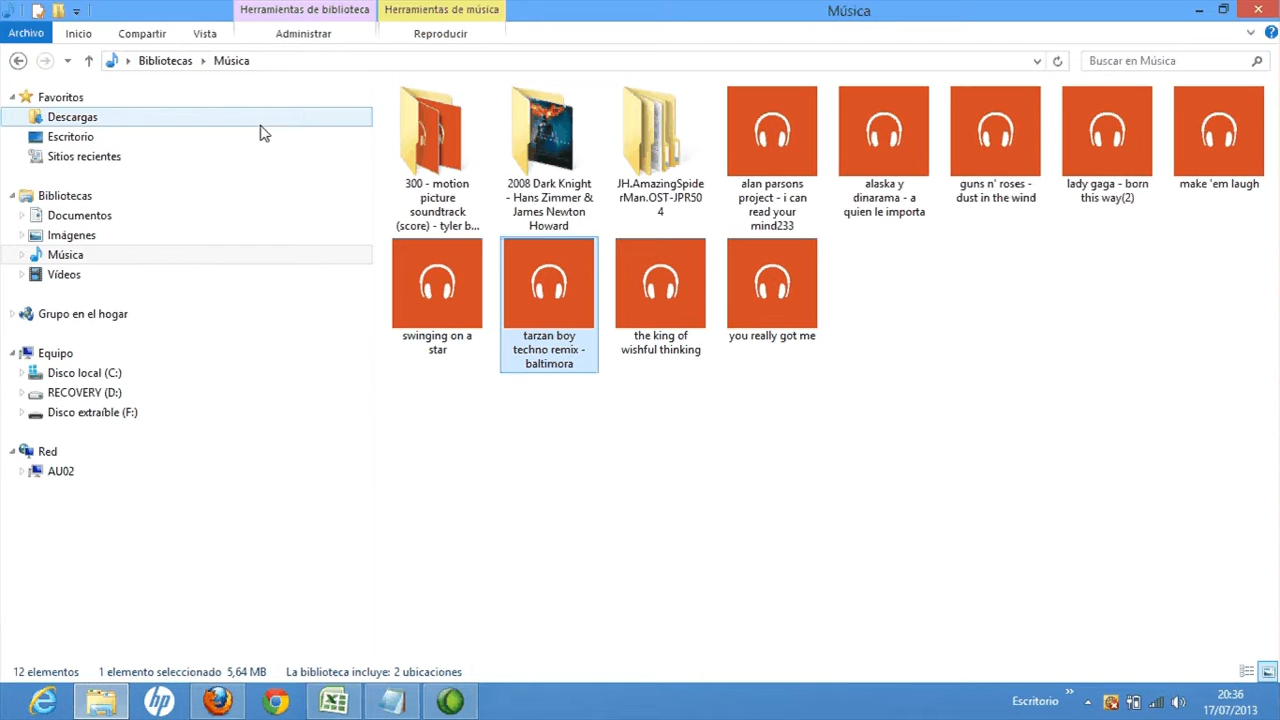 Herramientas de biblioteca
Herramientas de música
Música
Archivo
Inicio
Compartir
Vista
Administrar
Reproducir
Bibliotecas
Música
Buscar en Música
Favoritos
Descargas
Escritorio
Sitios recientes
Bibliotecas
Documentos
Imágenes
Música
Vídeos
Grupo en el hogar
Equipo
Disco local (C:)
RECOVERY (D:)
Disco extraíble (F:)
Red
AU02
300 - motion
picture
soundtrack
(score) - tyler b...
2008 Dark Knight
- Hans Zimmer &
James Newton
Howard
JH.AmazingSpide
rMan.OST-JPR50
4
alan parsons
project - i can
read your
mind233
alaska y
dinarama - a
quien le importa
guns n' roses -
dust in the wind
lady gaga - born
this way(2)
make 'em laugh
swinging on a
star
tarzan boy
techno remix -
baltimora
the king of
wishful thinking
you really got me
12 elementos
1 elemento seleccionado 5,64 MB
La biblioteca incluye: 2 ubicaciones
hp
Escritorio
20:36
17/07/2013